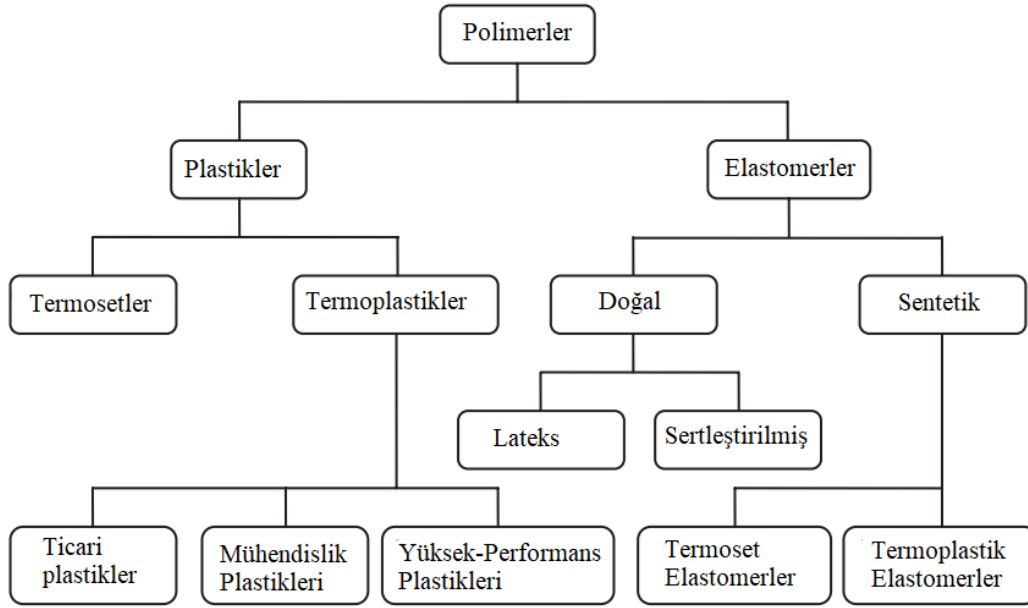 Polimerler
Plastikler
Elastomerler
Termosetler
Termoplastikler
Doğal
Sentetik
Lateks
Sertleştirilmiş
Ticari
plastikler
Mühendislik
Plastikleri
Yüksek-Performans
Plastikleri
Termoset
Elastomerler
Termoplastik
Elastomerler